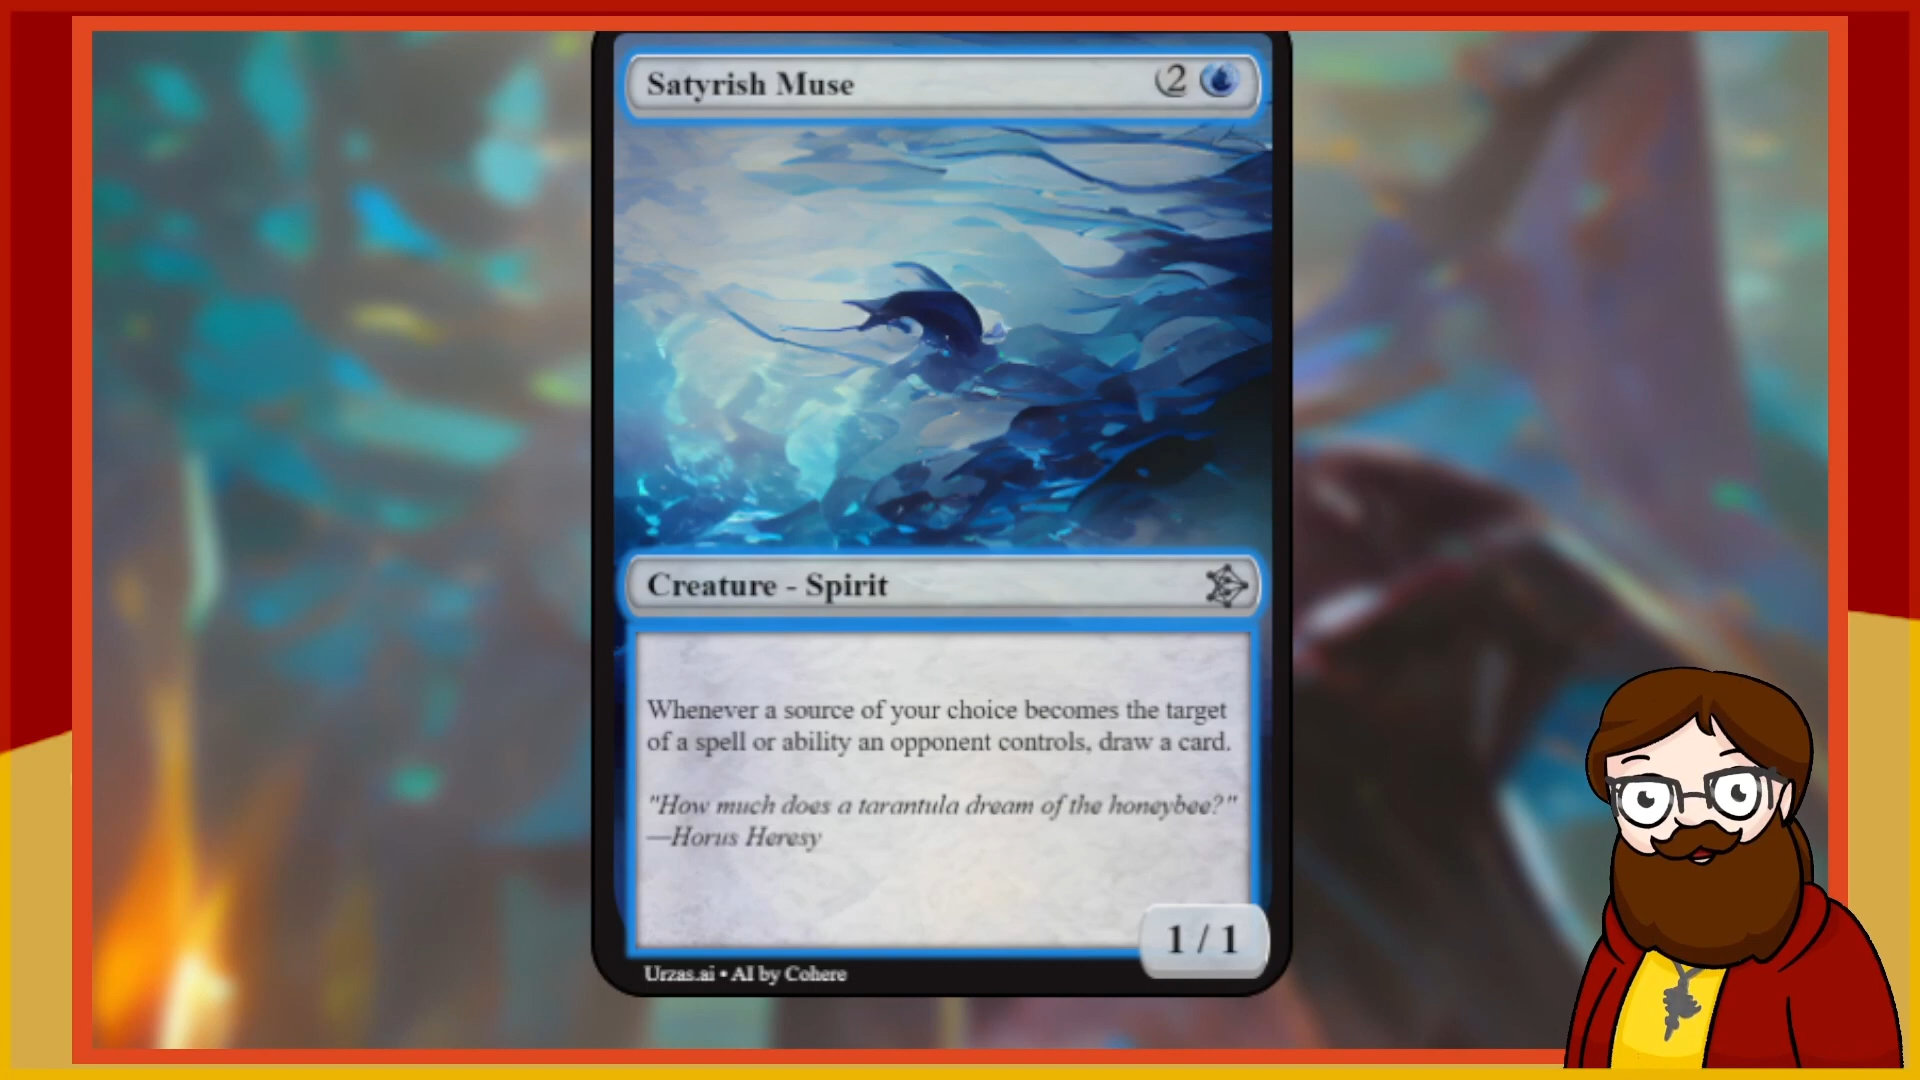 Satyrish Muse 2
Creature - Spirit
Whenever a source of your choice becomes the target
of a spell or ability an opponent controls, draw a card.
"How much does a tarantula dream of the honeybee?"
—Horus Heresy
1 / 1
Urzas.ai • AI by Cohere